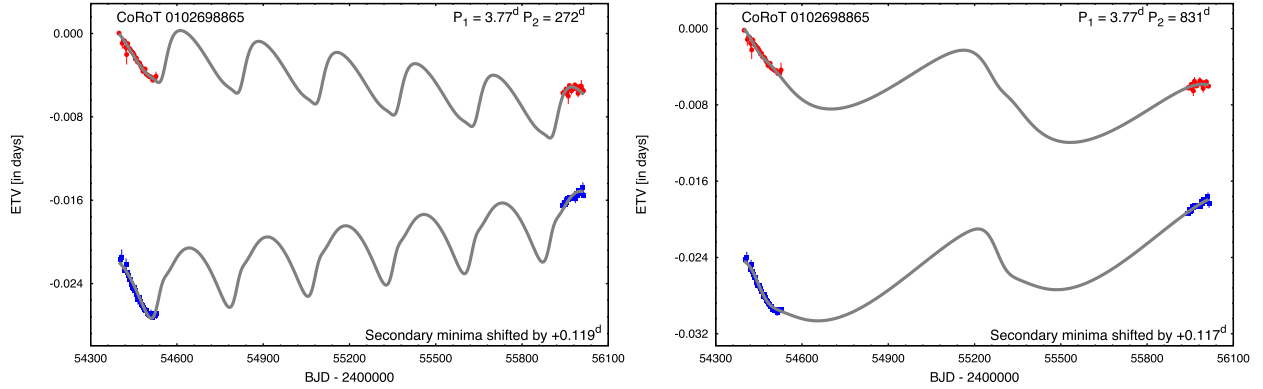 CoRoT 0102698865 P₁ = 3.77ᵈ P₂ = 272ᵈ
0.000
-0.008
-0.016
-0.024
ETV [in days]
Secondary minima shifted by +0.119ᵈ
54300 54600 54900 55200 55500 55800 56100
BJD - 2400000
CoRoT 0102698865 P₁ = 3.77ᵈ P₂ = 831ᵈ
0.000
-0.008
-0.016
-0.024
-0.032
ETV [in days]
Secondary minima shifted by +0.117ᵈ
54300 54600 54900 55200 55500 55800 56100
BJD - 2400000